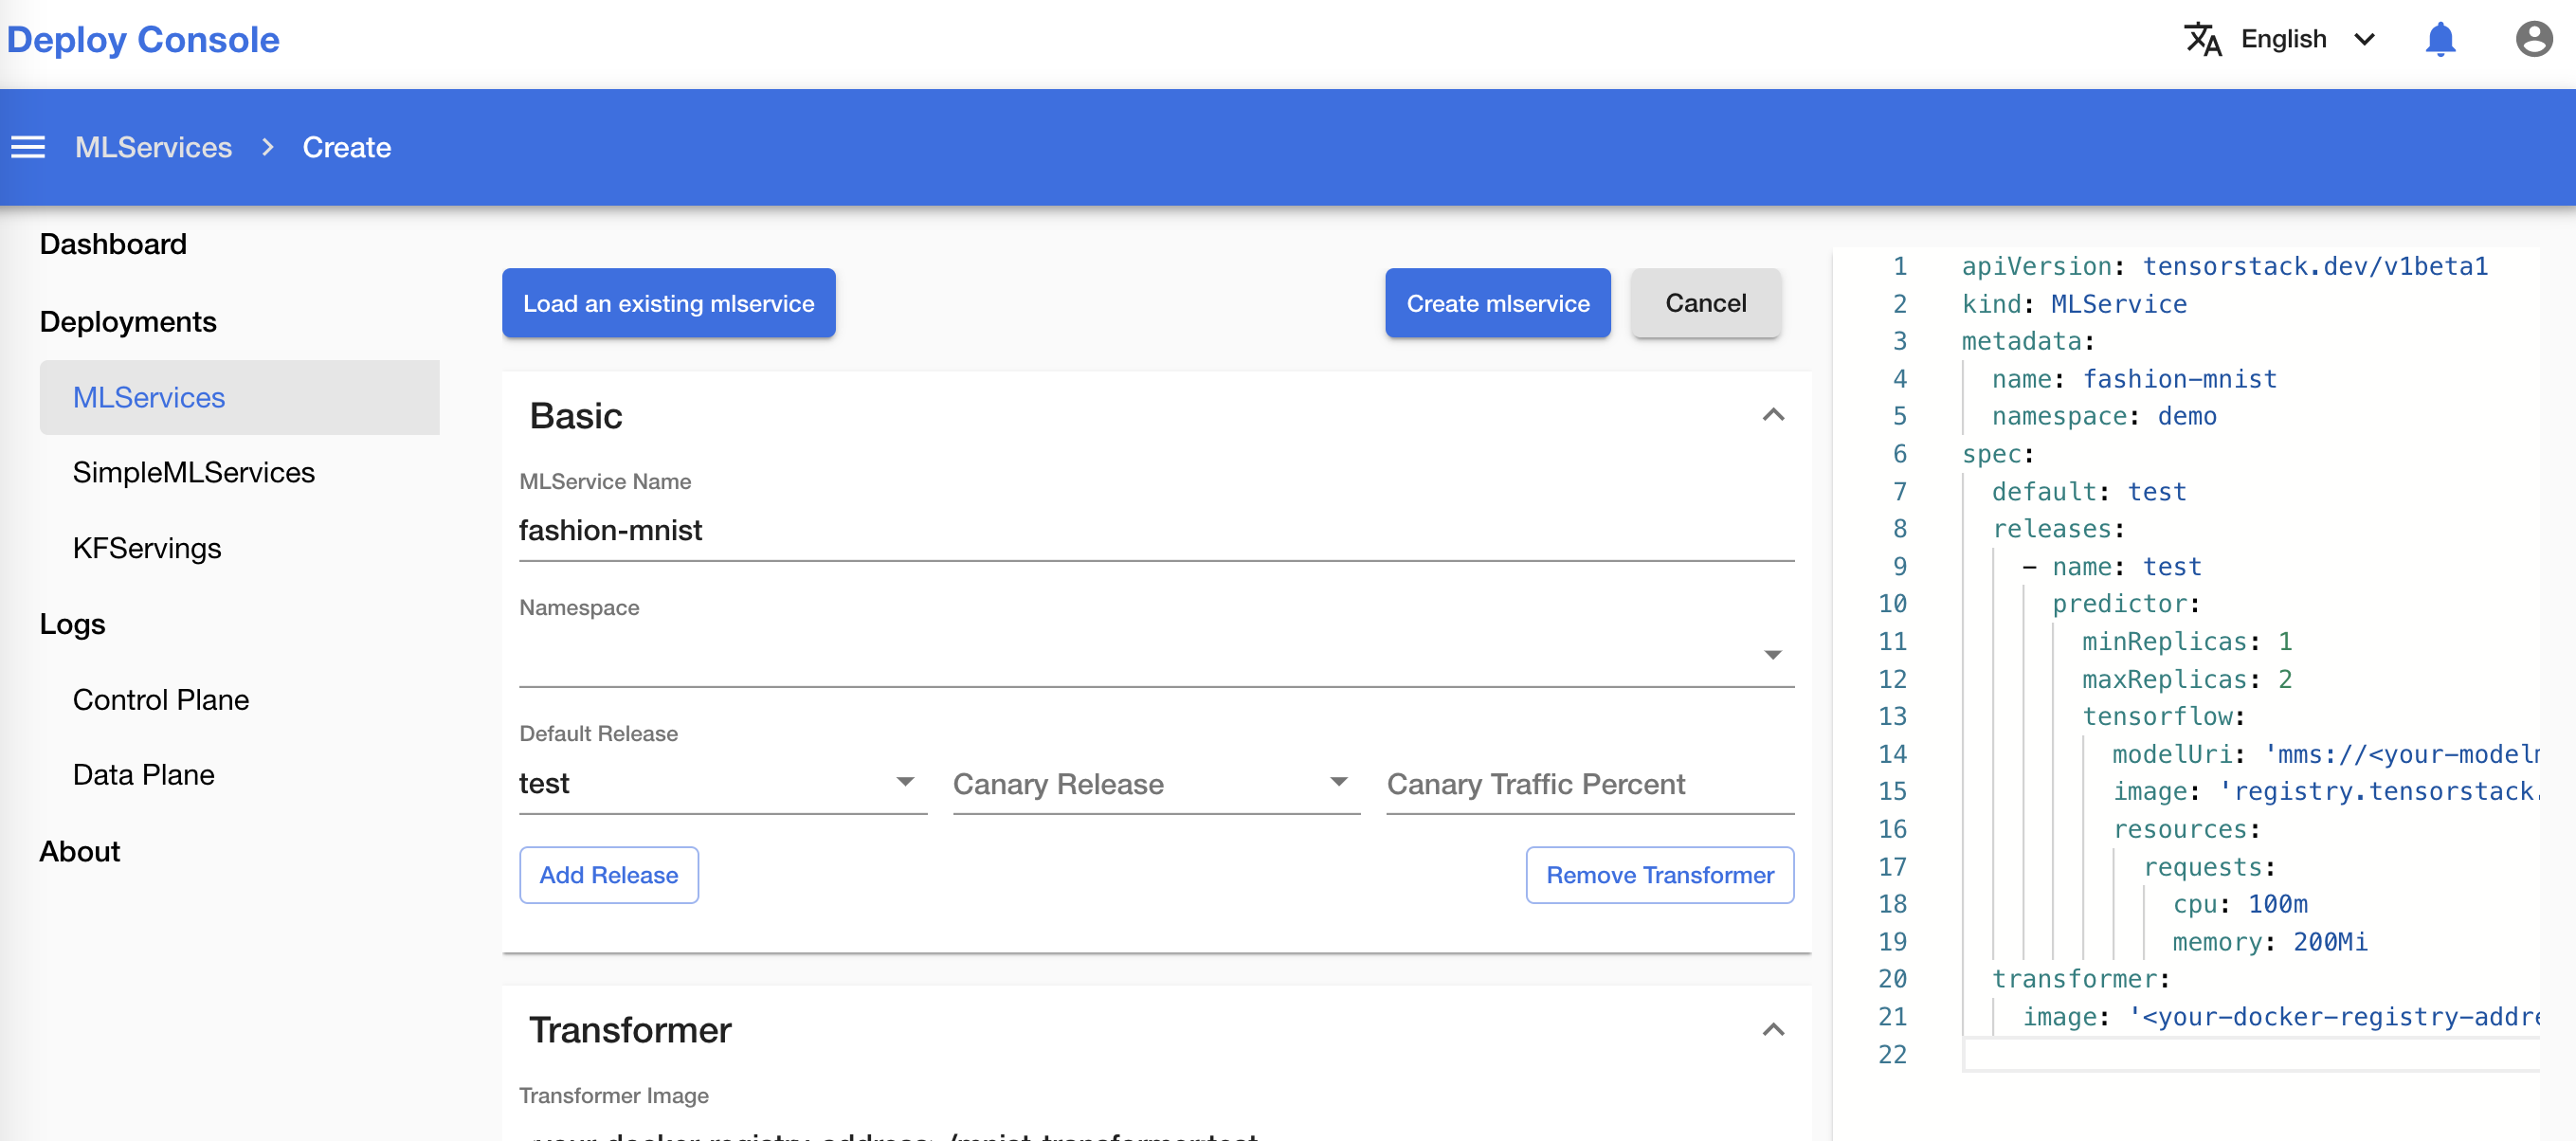 Deploy Console
English
MLServices > Create
Dashboard
Deployments
MLServices
SimpleMLServices
KFServings
Logs
Control Plane
Data Plane
About
Load an existing mlservice
Create mlservice
Cancel
Basic
MLService Name
fashion-mnist
Namespace
Default Release
test
Canary Release
Canary Traffic Percent
Add Release
Remove Transformer
Transformer
Transformer Image
1 apiVersion: tensorstack.dev/v1beta1
2 kind: MLService
3 metadata:
4 name: fashion-mnist
5 namespace: demo
6 spec:
7 default: test
8 releases:
9 - name: test
10 predictor:
11 minReplicas: 1
12 maxReplicas: 2
13 tensorflow:
14 modelUri: 'mms://<your-model
15 image: 'registry.tensorstack.
16 resources:
17 requests:
18 cpu: 100m
19 memory: 200Mi
20 transformer:
21 image: '<your-docker-registry-addre
22